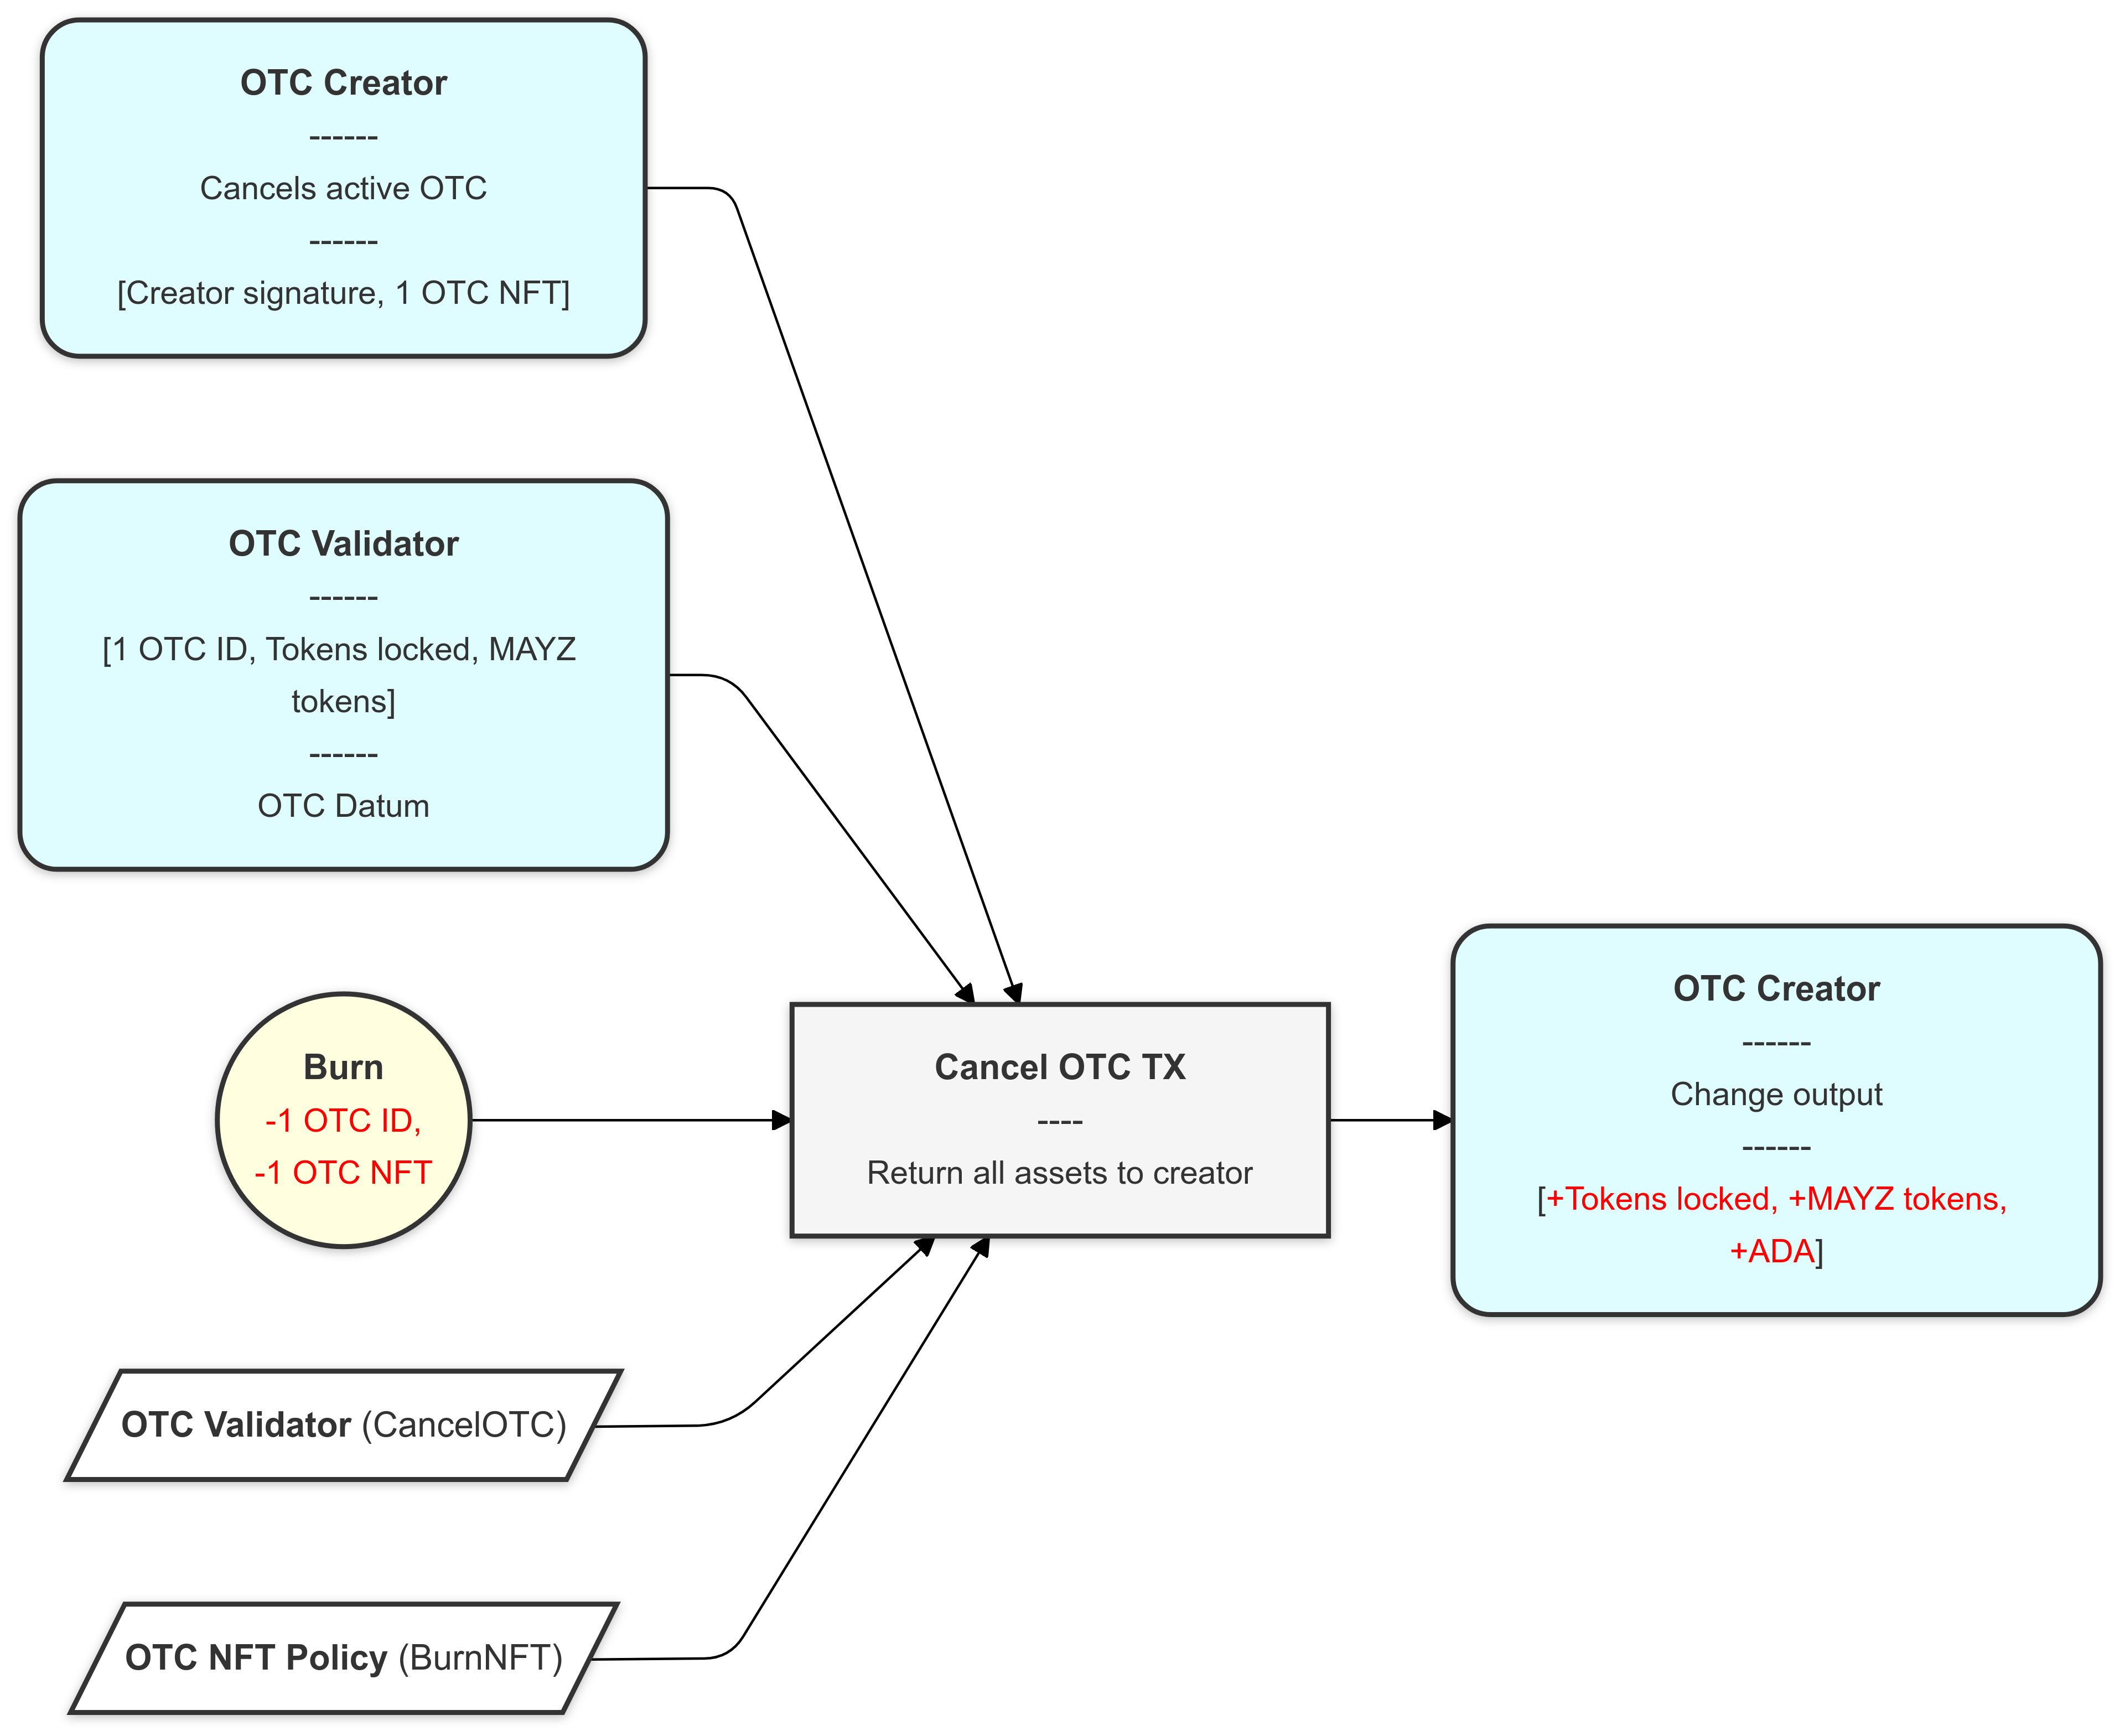 OTC Creator
------
Cancels active OTC
------
[Creator signature, 1 OTC NFT]
OTC Validator
------
[1 OTC ID, Tokens locked, MAYZ
tokens]
------
OTC Datum
Burn
-1 OTC ID,
-1 OTC NFT
Cancel OTC TX
----
Return all assets to creator
OTC Creator
------
Change output
------
[+Tokens locked, +MAYZ tokens,
+ADA]
OTC Validator (CancelOTC)
OTC NFT Policy (BurnNFT)